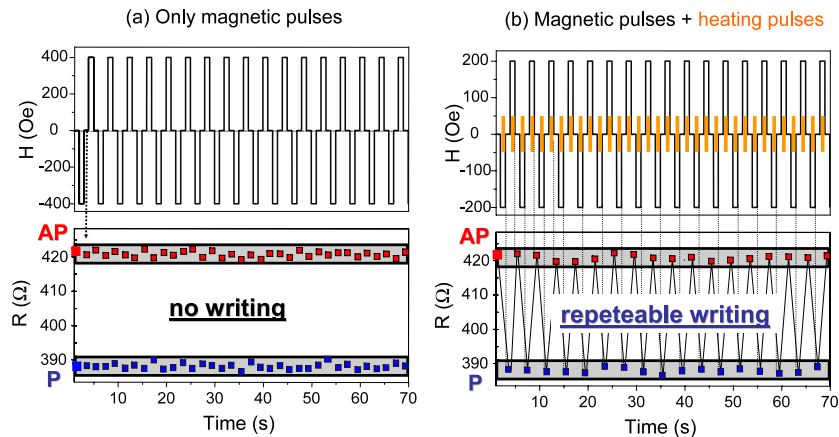 (a) Only magnetic pulses
400
200
0
-200
-400
H (Oe)
AP
420
410
400
390
R (Ω)
no writing
P
10 20 30 40 50 60 70
Time (s)
(b) Magnetic pulses + heating pulses
200
100
0
-100
-200
H (Oe)
AP
420
410
400
390
R (Ω)
repeteable writing
P
10 20 30 40 50 60 70
Time (s)